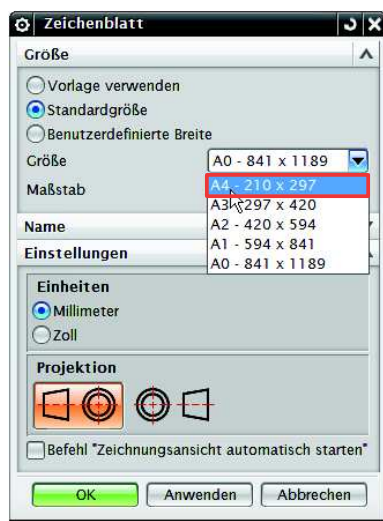 Zeichenblatt
Größe
Vorlage verwenden
Standardgröße
Benutzerdefinierte Breite
Größe A0 - 841 x 1189
Maßstab A4 - 210 x 297
A3 - 297 x 420
A2 - 420 x 594
Name A1 - 594 x 841
Einstellungen A0 - 841 x 1189
Einheiten
Millimeter
Zoll
Projektion
Befehl "Zeichnungsansicht automatisch starten"
OK Anwenden Abbrechen